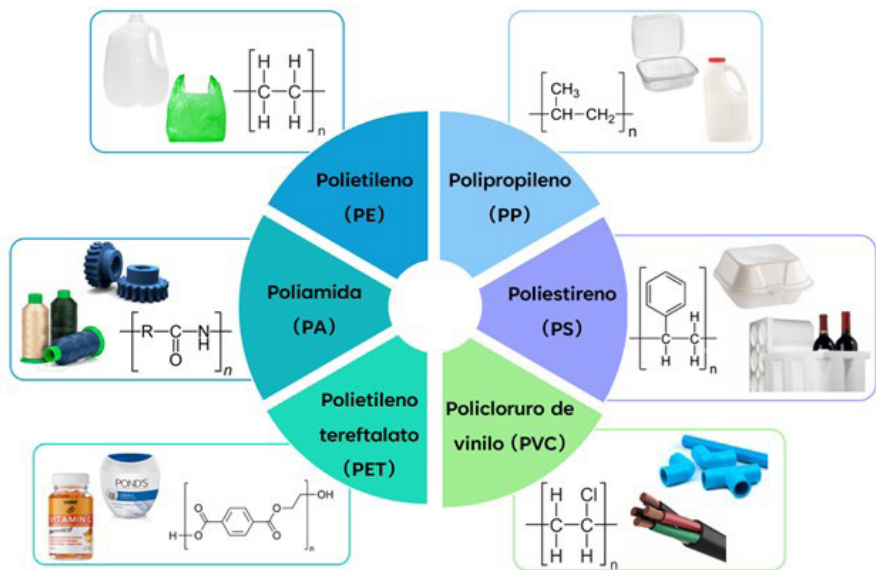 Polietileno
(PE)
Polipropileno
(PP)
Poliamida
(PA)
Poliestireno
(PS)
Polietileno
tereftalato
(PET)
Policloruro de
vinilo (PVC)
H H
C C
H H
n
CH₃
CH CH₂
n
R C NH
O
n
H H
C C
H H
n
POND'S
VITAMIN C
O O OH
O
H O O
n
H Cl
C C
H H
n